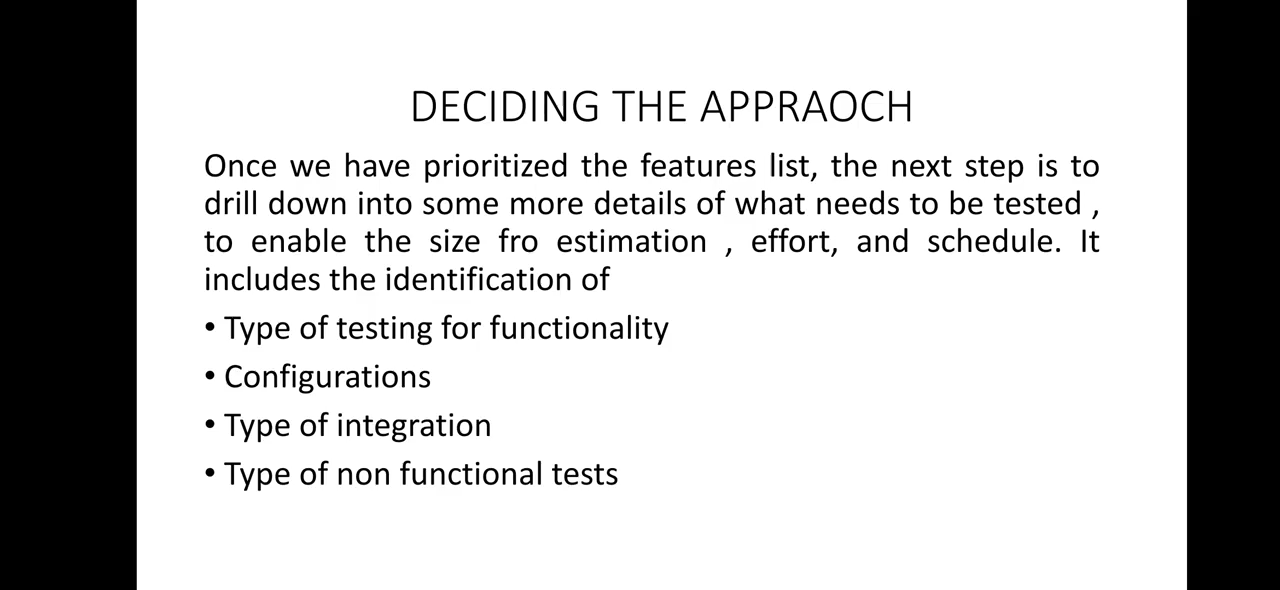 DECIDING THE APPRAOCH
Once we have prioritized the features list, the next step is to
drill down into some more details of what needs to be tested ,
to enable the size fro estimation , effort, and schedule. It
includes the identification of
• Type of testing for functionality
• Configurations
• Type of integration
• Type of non functional tests